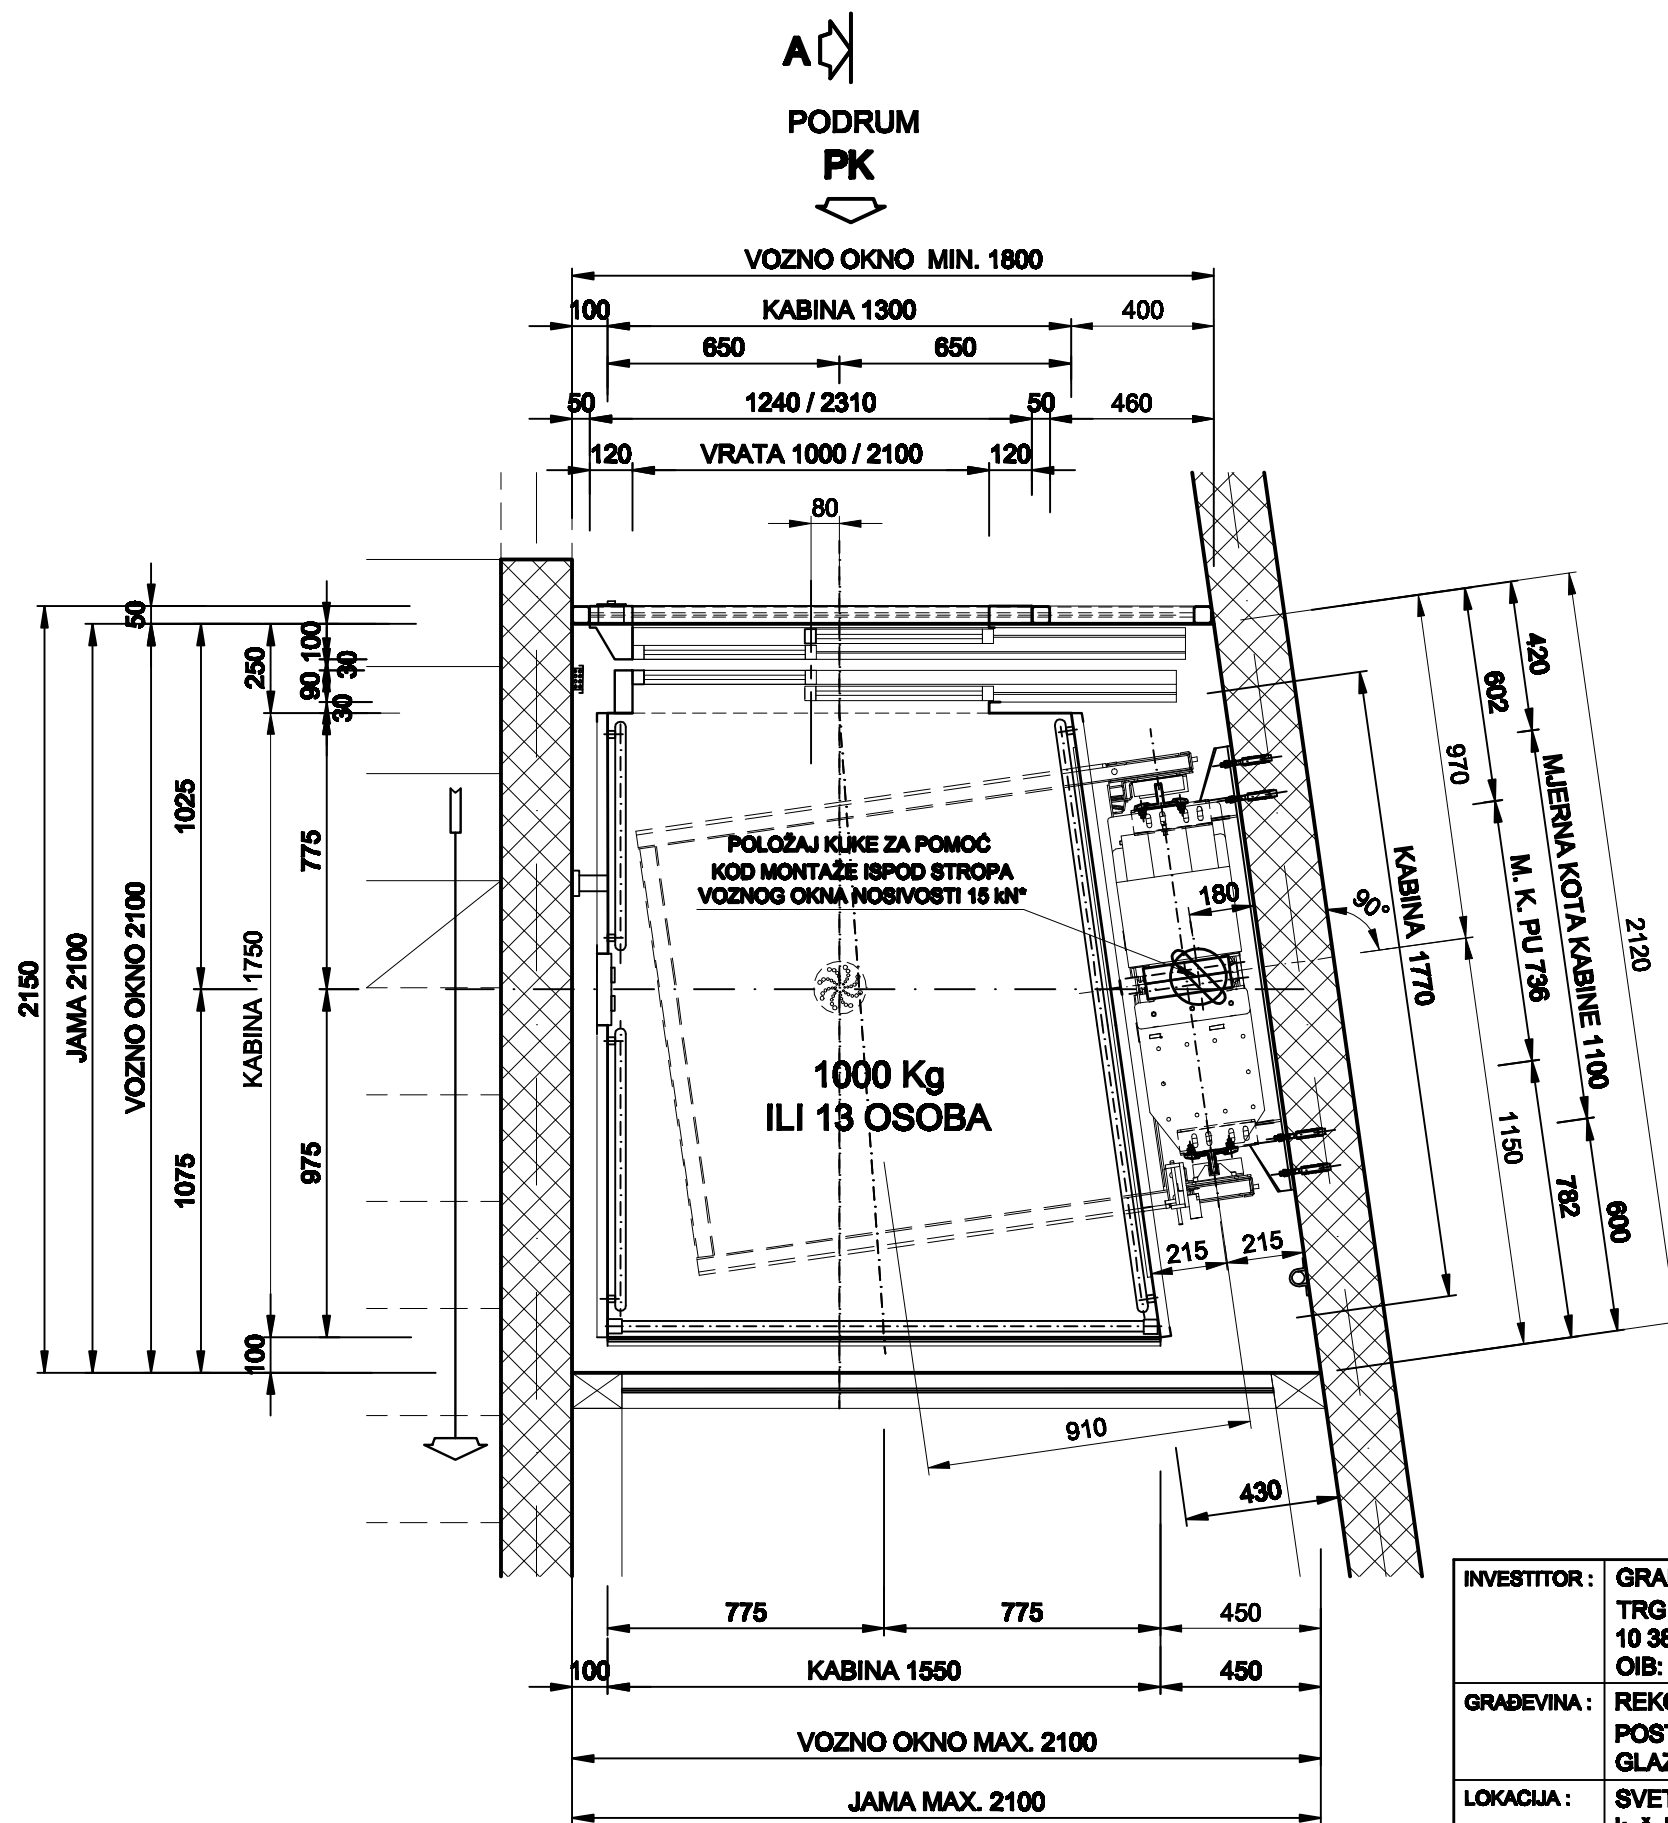 A
PODRUM
PK
VOZNO OKNO MIN. 1800
100 KABINA 1300 400
650 650
50 1240 / 2310 50 460
120 VRATA 1000 / 2100 120
80
2150
JAMA 2100
VOZNO OKNO 2100
50
1025
1075
250
KABINA 1750
100
100
30
90
30
775
975
POLOŽAJ KUKE ZA POMOĆ
KOD MONTAŽE ISPOD STROPA
VOZNOG OKNA NOSIVOSTI 15 kN*
1000 Kg
ILI 13 OSOBA
180
90°
KABINA 1770
970
1150
602
M. K. PU 736
782
420
MJERNA KOTA KABINE 1100
600
2120
215 215
910
430
775 775 450
100 KABINA 1550 450
VOZNO OKNO MAX. 2100
JAMA MAX. 2100
INVESTITOR :
TRG
OIB:
GRAĐEVINA :
LOKACIJA :